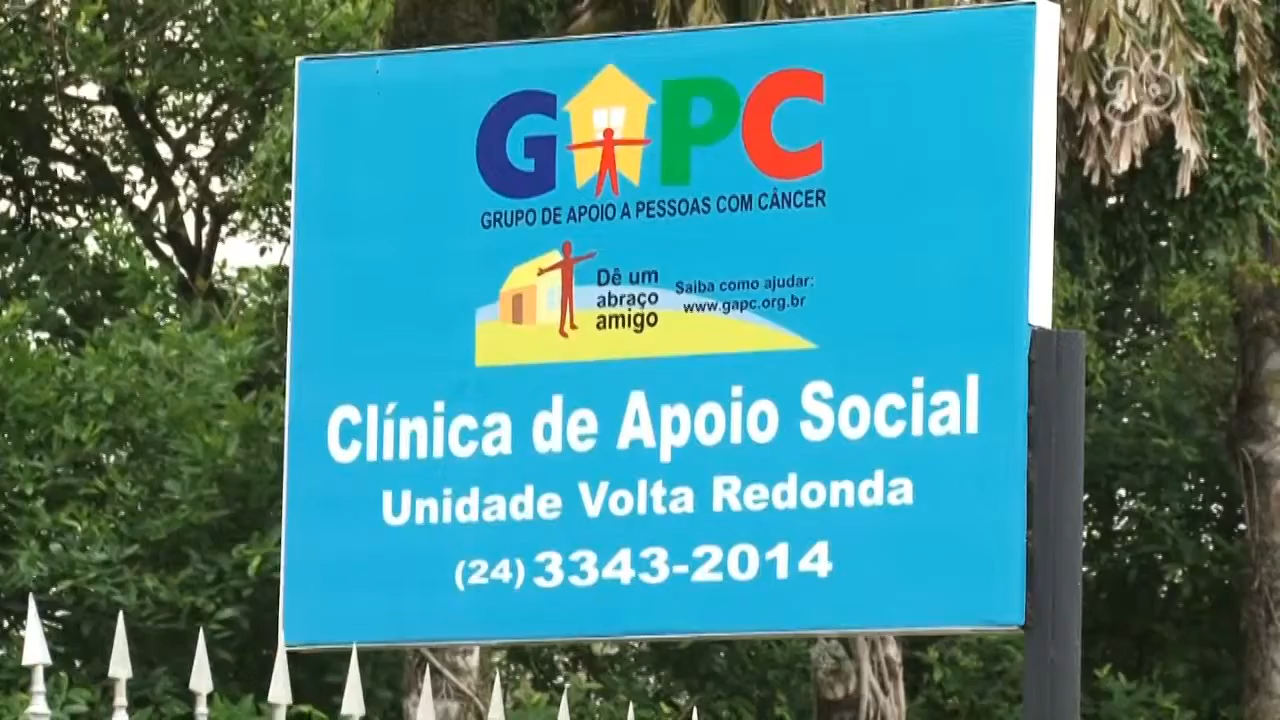 GAPC
GRUPO DE APOIO A PESSOAS COM CÂNCER
Dê um
abraço
amigo
Saiba como ajudar:
www.gapc.org.br
Clínica de Apoio Social
Unidade Volta Redonda
(24) 3343-2014